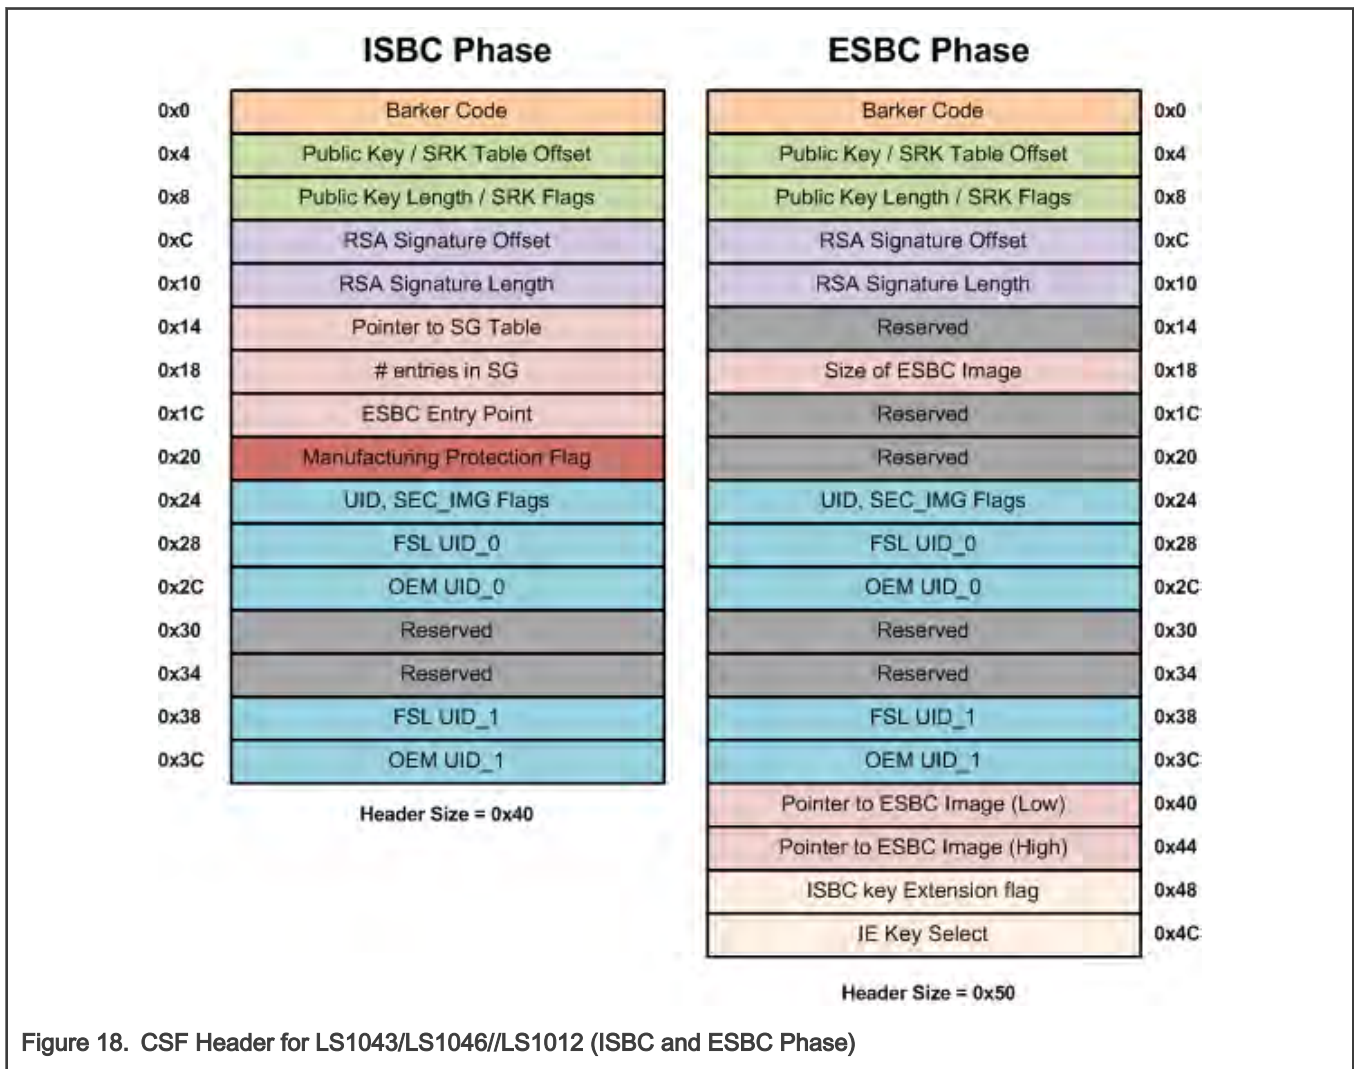 ISBC Phase
ESBC Phase
0x0 Barker Code Barker Code 0x0
0x4 Public Key / SRK Table Offset Public Key / SRK Table Offset 0x4
0x8 Public Key Length / SRK Flags Public Key Length / SRK Flags 0x8
0xC RSA Signature Offset RSA Signature Offset 0xC
0x10 RSA Signature Length RSA Signature Length 0x10
0x14 Pointer to SG Table Reserved 0x14
0x18 # entries in SG Size of ESBC Image 0x18
0x1C ESBC Entry Point Reserved 0x1C
0x20 Manufacturing Protection Flag Reserved 0x20
0x24 UID, SEC_IMG Flags UID, SEC_IMG Flags 0x24
0x28 FSL UID_0 FSL UID_0 0x28
0x2C OEM UID_0 OEM UID_0 0x2C
0x30 Reserved Reserved 0x30
0x34 Reserved Reserved 0x34
0x38 FSL UID_1 FSL UID_1 0x38
0x3C OEM UID_1 OEM UID_1 0x3C
Header Size = 0x40
Pointer to ESBC Image (Low) 0x40
Pointer to ESBC Image (High) 0x44
ISBC key Extension flag 0x48
IE Key Select 0x4C
Header Size = 0x50
Figure 18. CSF Header for LS1043/LS1046//LS1012 (ISBC and ESBC Phase)